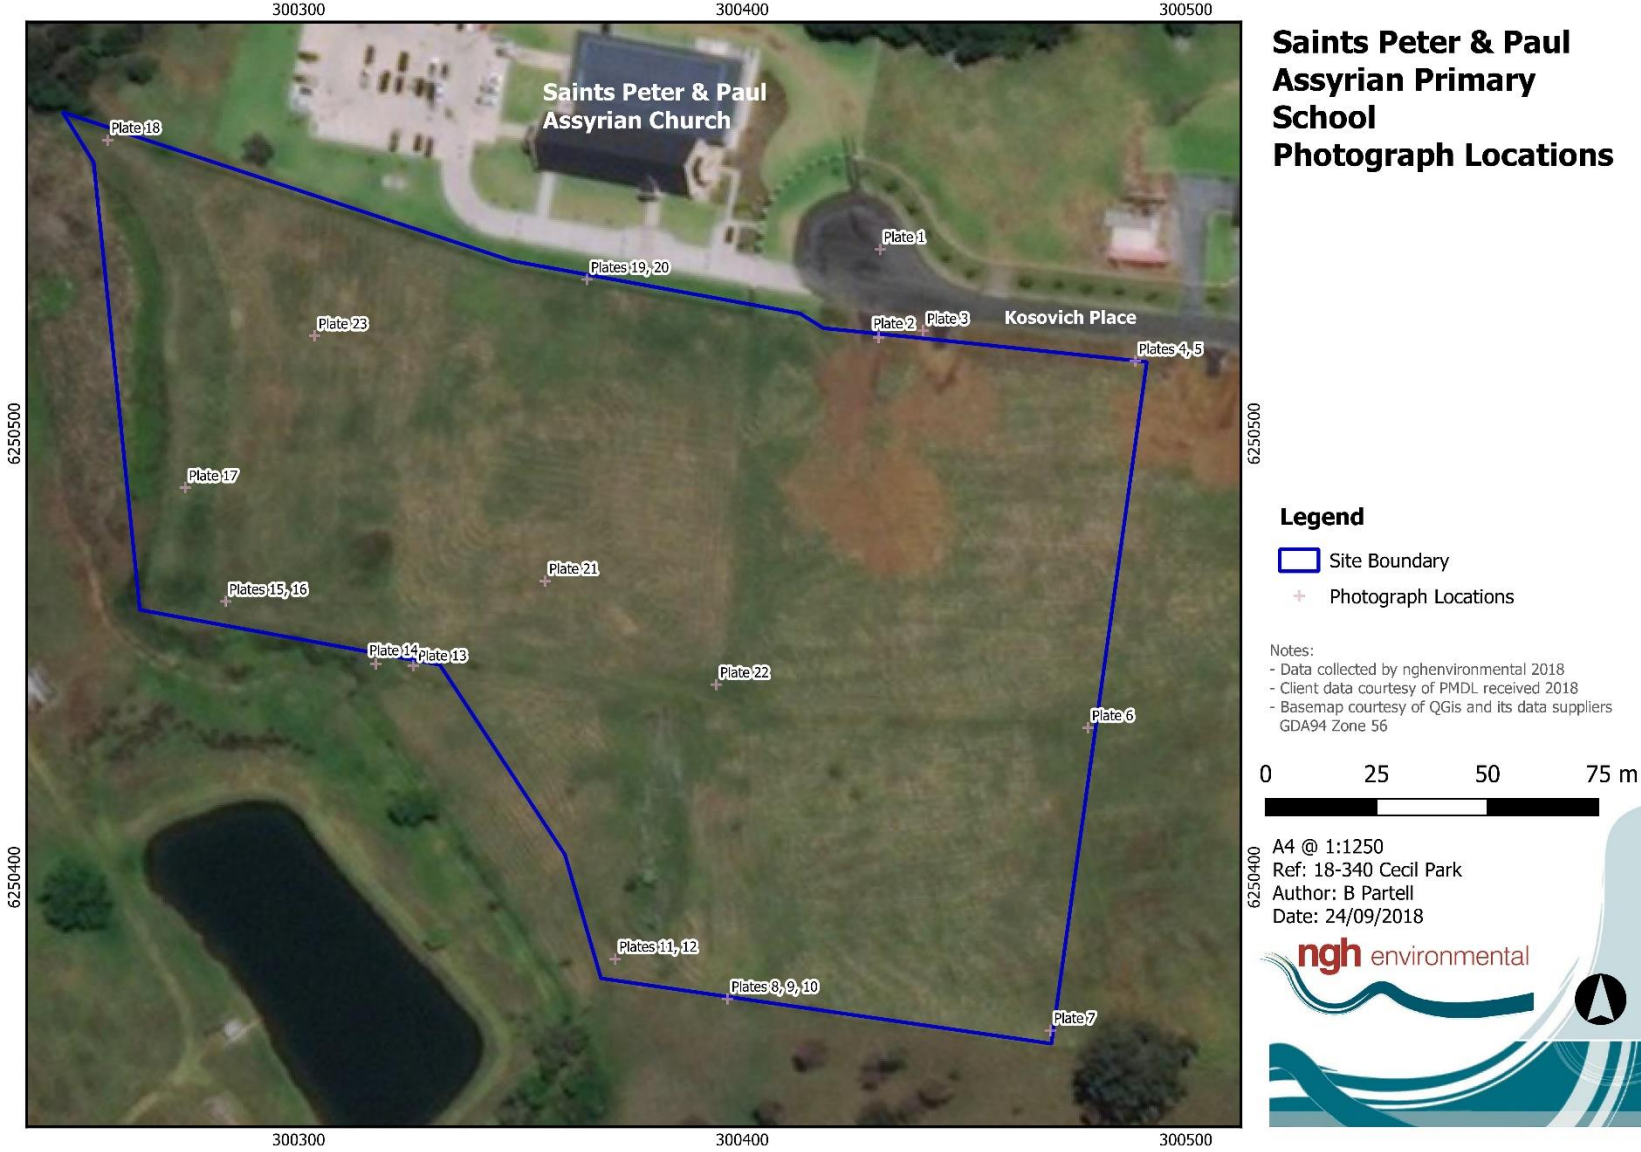 300300
300400
300500
Saints Peter & Paul
Assyrian Church
Plate 18
Plate 1
Plates 19, 20
Plate 23
Plate 2
Plate 3
Kosovich Place
Plates 4, 5
6250500
6250500
Plate 17
Plate 21
Plates 15, 16
Plate 14
Plate 13
Plate 22
Plate 6
6250400
6250400
Plates 11, 12
Plates 8, 9, 10
Plate 7
300300
300400
300500
Saints Peter & Paul
Assyrian Primary
School
Photograph Locations
Legend
Site Boundary
Photograph Locations
Notes:
- Data collected by nghenvironmental 2018
- Client data courtesy of PMDL received 2018
- Basemap courtesy of QGis and its data suppliers
GDA94 Zone 56
0 25 50 75 m
A4 @ 1:1250
Ref: 18-340 Cecil Park
Author: B Partell
Date: 24/09/2018
ngh environmental